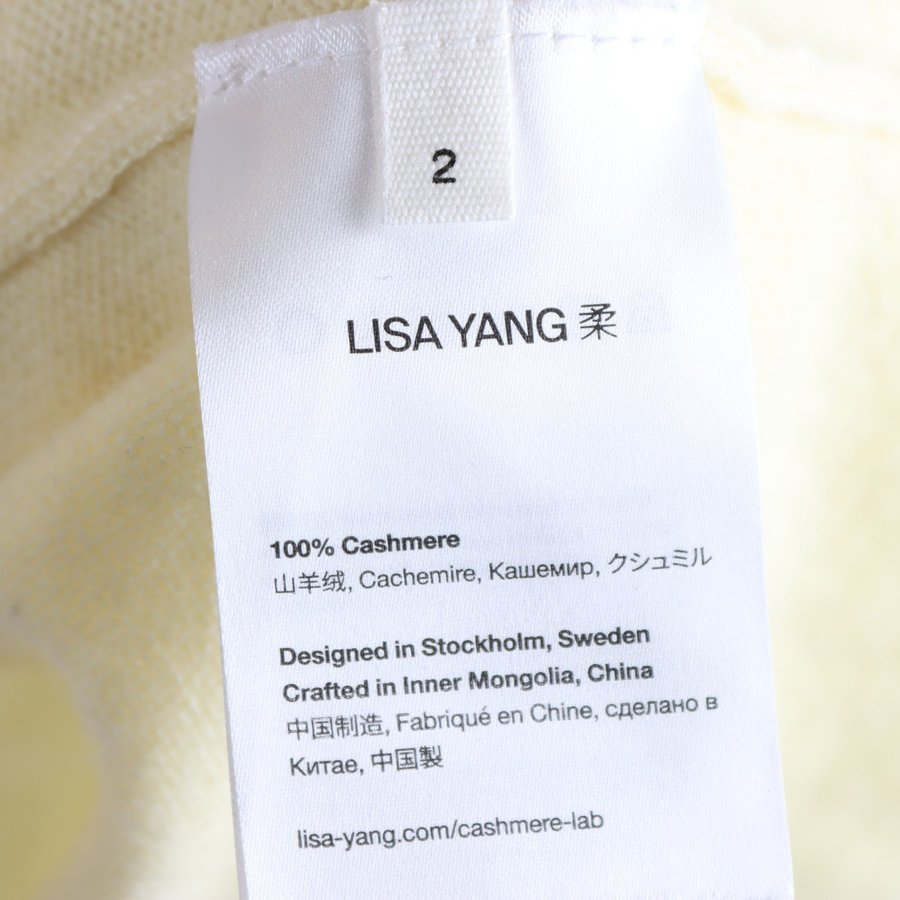 2
LISA YANG 柔
100% Cashmere
山羊绒, Cachemire, Кашемир, クシュミル
Designed in Stockholm, Sweden
Crafted in Inner Mongolia, China
中国制造, Fabriqué en Chine, сделано в
Китае, 中国製
lisa-yang.com/cashmere-lab